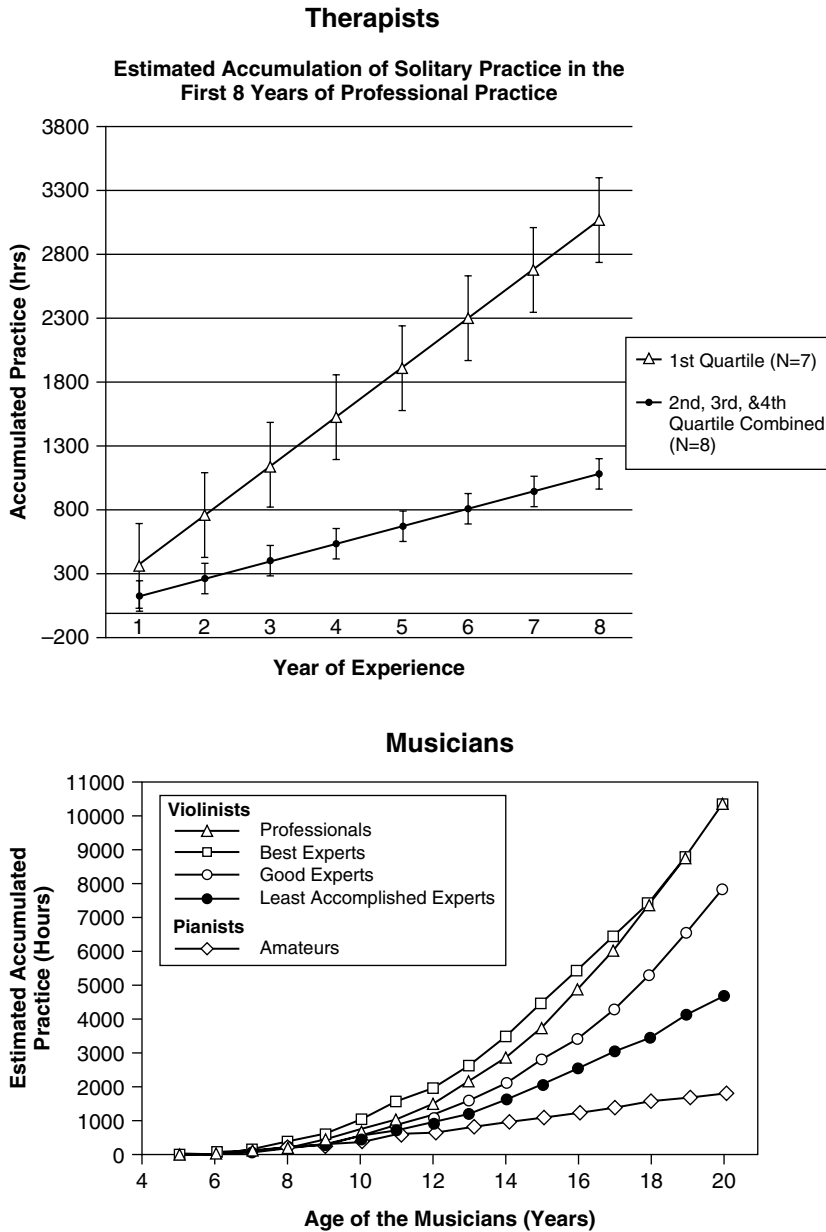 Therapists
Estimated Accumulation of Solitary Practice in the
First 8 Years of Professional Practice
Accumulated Practice (hrs)
3800
3300
2800
2300
1800
1300
800
300
–200
1 2 3 4 5 6 7 8
Year of Experience
1st Quartile (N=7)
2nd, 3rd, &4th
Quartile Combined
(N=8)
Musicians
Estimated Accumulated
Practice (Hours)
11000
10000
9000
8000
7000
6000
5000
4000
3000
2000
1000
0
Violinists
Professionals
Best Experts
Good Experts
Least Accomplished Experts
Pianists
Amateurs
4 6 8 10 12 14 16 18 20
Age of the Musicians (Years)